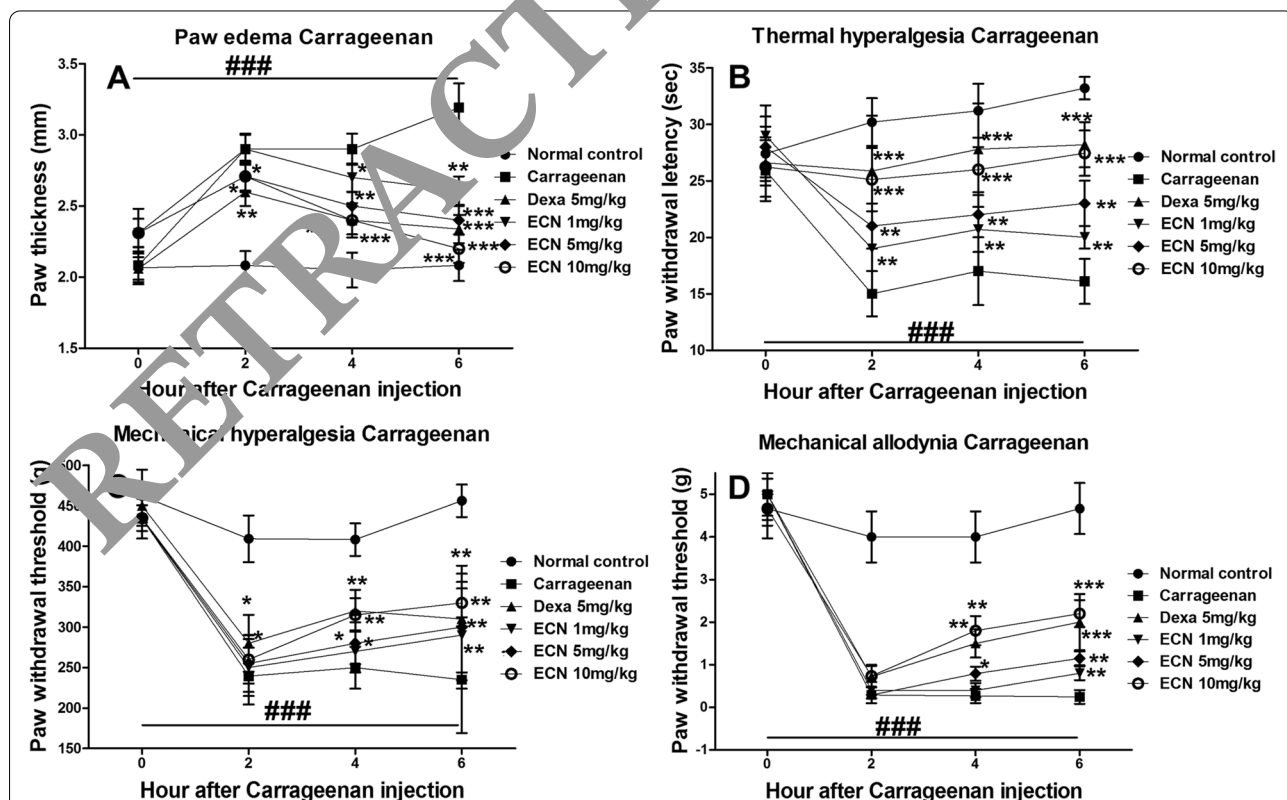 RETRACT
Paw edema Carrageenan
A
###
Paw thickness (mm)
3.5
3.0
2.5
2.0
1.5
*
*
**
*
**
*
***
**
***
***
***
***
0
2
4
6
Hour after Carrageenan injection
Normal control
Carrageenan
Dexa 5mg/kg
ECN 1mg/kg
ECN 5mg/kg
ECN 10mg/kg
Thermal hyperalgesia Carrageenan
B
Paw withdrawal letency (sec)
35
30
25
20
15
10
***
***
**
**
***
***
**
**
***
***
**
**
###
0
2
4
6
Hour after Carrageenan injection
Normal control
Carrageenan
Dexa 5mg/kg
ECN 1mg/kg
ECN 5mg/kg
ECN 10mg/kg
Mechanical hyperalgesia Carrageenan
Paw withdrawal threshold (g)
500
450
400
350
300
250
200
150
*
*
**
**
*
*
**
**
**
**
###
0
2
4
6
Hour after Carrageenan injection
Normal control
Carrageenan
Dexa 5mg/kg
ECN 1mg/kg
ECN 5mg/kg
ECN 10mg/kg
Mechanical allodynia Carrageenan
D
Paw withdrawal threshold (g)
5
4
3
2
1
0
-1
**
**
*
***
***
**
**
###
0
2
4
6
Hour after Carrageenan injection
Normal control
Carrageenan
Dexa 5mg/kg
ECN 1mg/kg
ECN 5mg/kg
ECN 10mg/kg